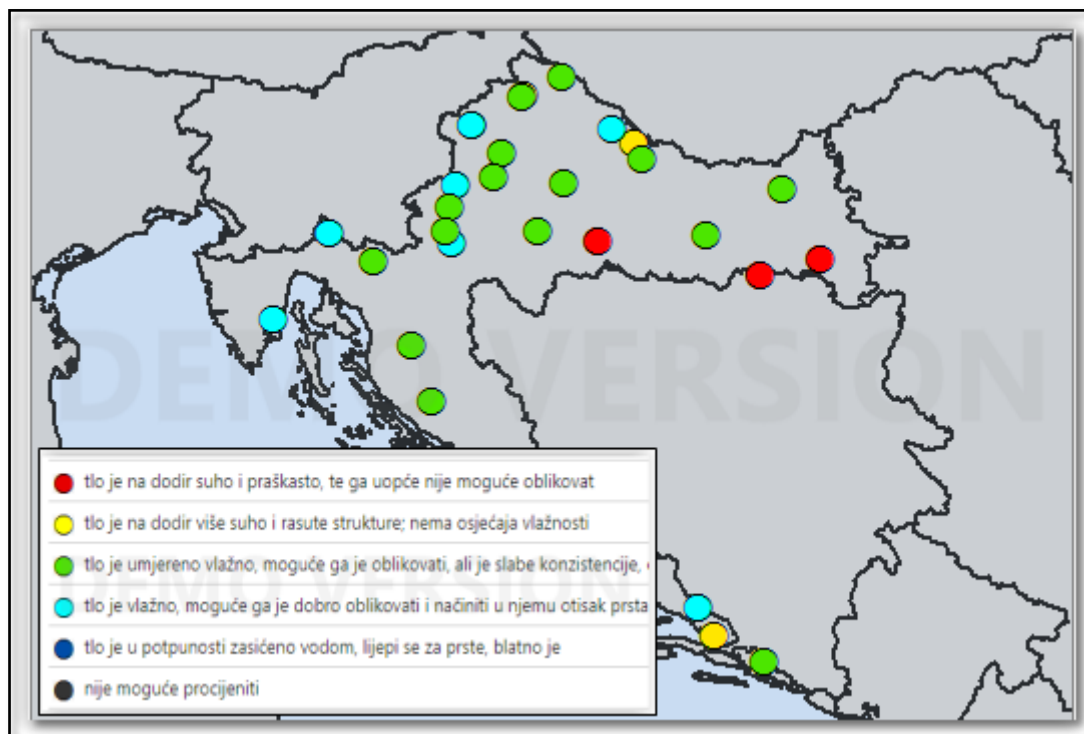 DEMO VERSION
tlo je na dodir suho i praškasto, te ga uopće nije moguće oblikovat
tlo je na dodir više suho i rasute strukture; nema osjećaja vlažnosti
tlo je umjereno vlažno, moguće ga je oblikovati, ali je slabe konzistencije,
DEMO VERSION
tlo je vlažno, moguće ga je dobro oblikovati i načiniti u njemu otisak prsta
tlo je u potpunosti zasićeno vodom, lijepi se za prste, blatno je
nije moguće procijeniti